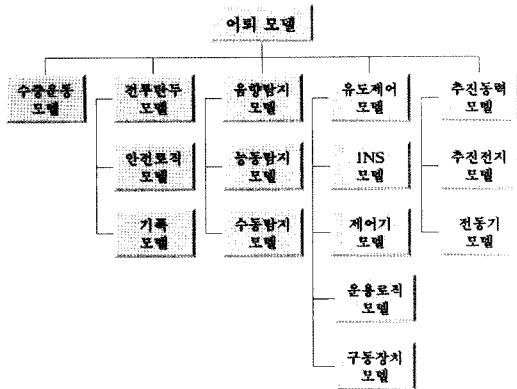 어뢰 모델
수중운동
모델
전투탄두
모델
음향탐지
모델
유도제어
모델
추진동력
모델
안전로직
모델
능동탐지
모델
INS
모델
추진전지
모델
기폭
모델
수동탐지
모델
제어기
모델
전동기
모델
운용로직
모델
구동장치
모델